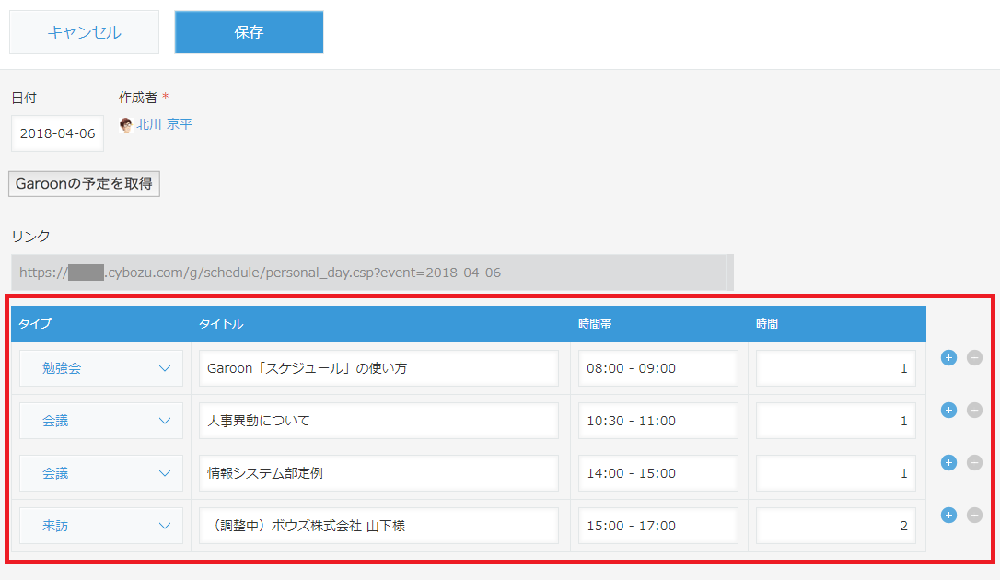 キャンセル 保存
日付 作成者 *
北川 京平
2018-04-06
Garoonの予定を取得
リンク
https://.cybozu.com/g/schedule/personal_day.csp?event=2018-04-06
タイプ タイトル 時間帯 時間
勉強会 Garoon「スケジュール」の使い方 08:00 - 09:00 1
会議 人事異動について 10:30 - 11:00 1
会議 情報システム部定例 14:00 - 15:00 1
来訪 （調整中）ボウズ株式会社 山下様 15:00 - 17:00 2